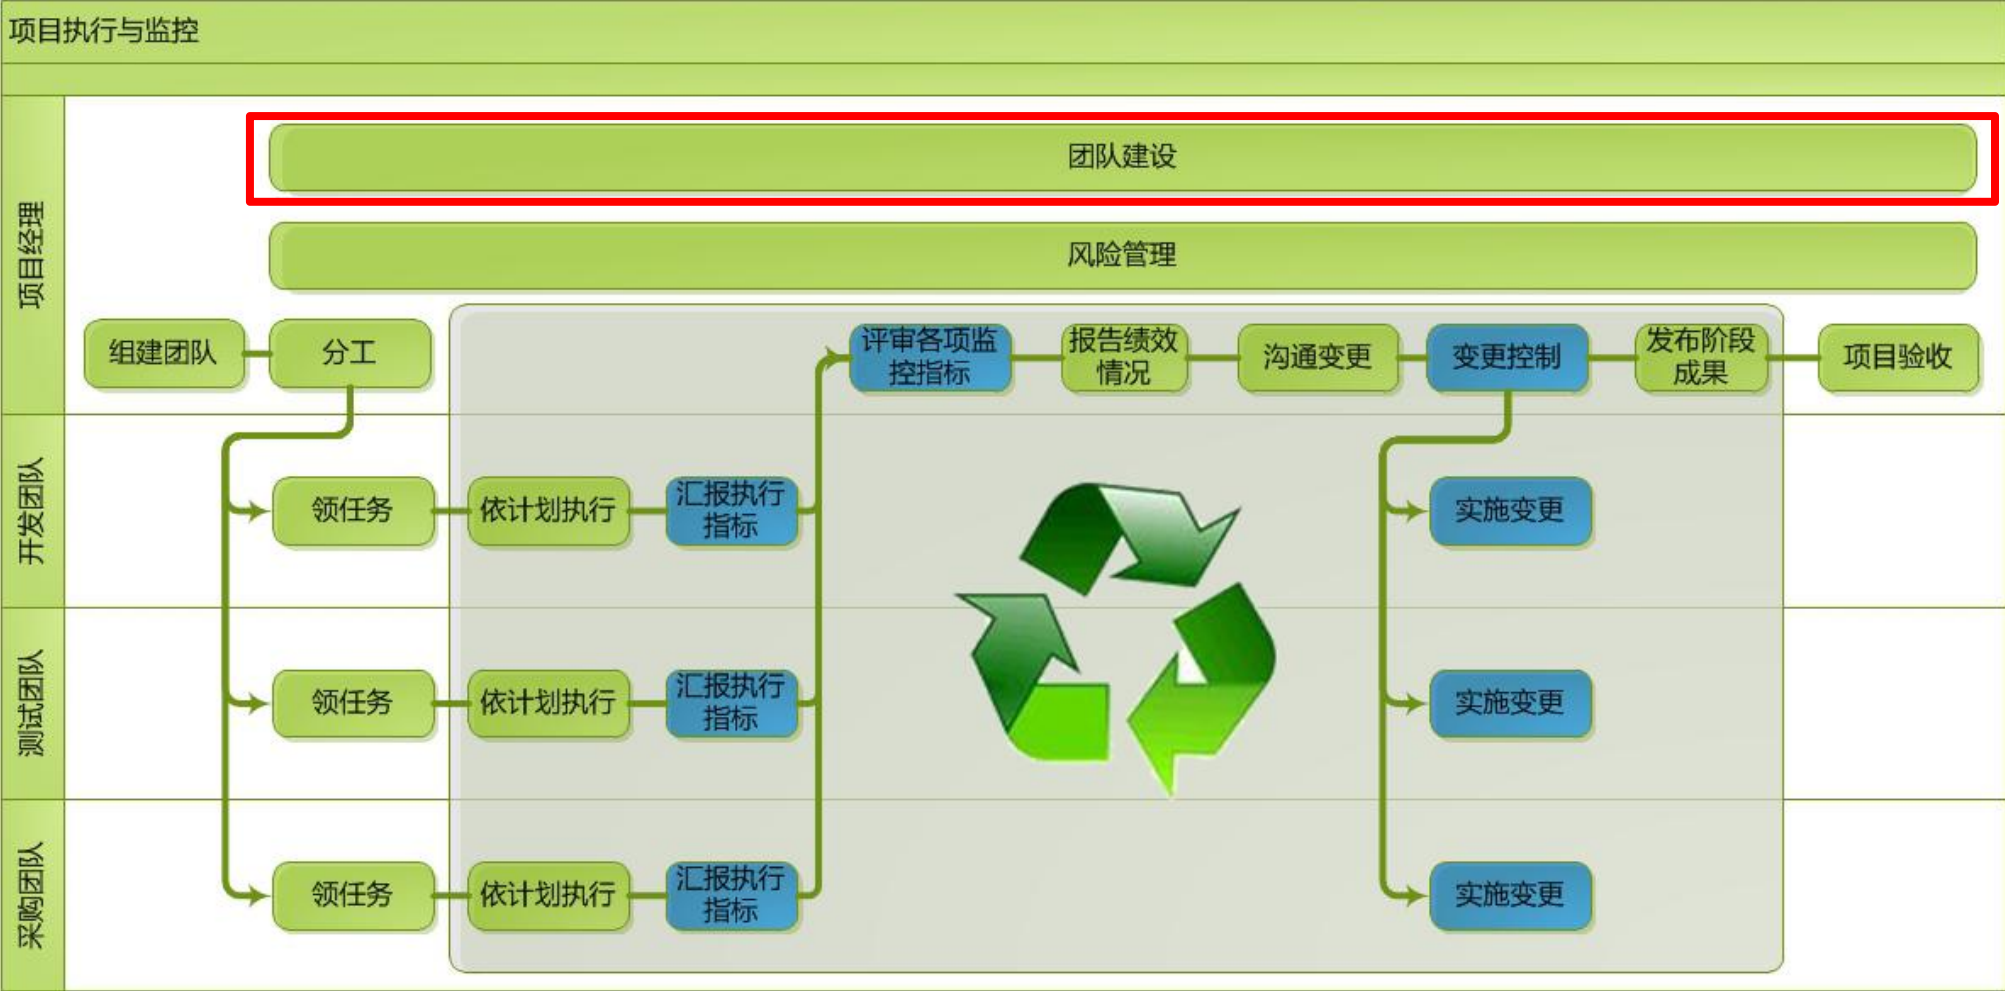 项目执行与监控
项目经理
团队建设
风险管理
组建团队
分工
评审各项监
控指标
报告绩效
情况
沟通变更
变更控制
发布阶段
成果
项目验收
开发团队
领任务
依计划执行
汇报执行
指标
实施变更
测试团队
领任务
依计划执行
汇报执行
指标
实施变更
采购团队
领任务
依计划执行
汇报执行
指标
实施变更